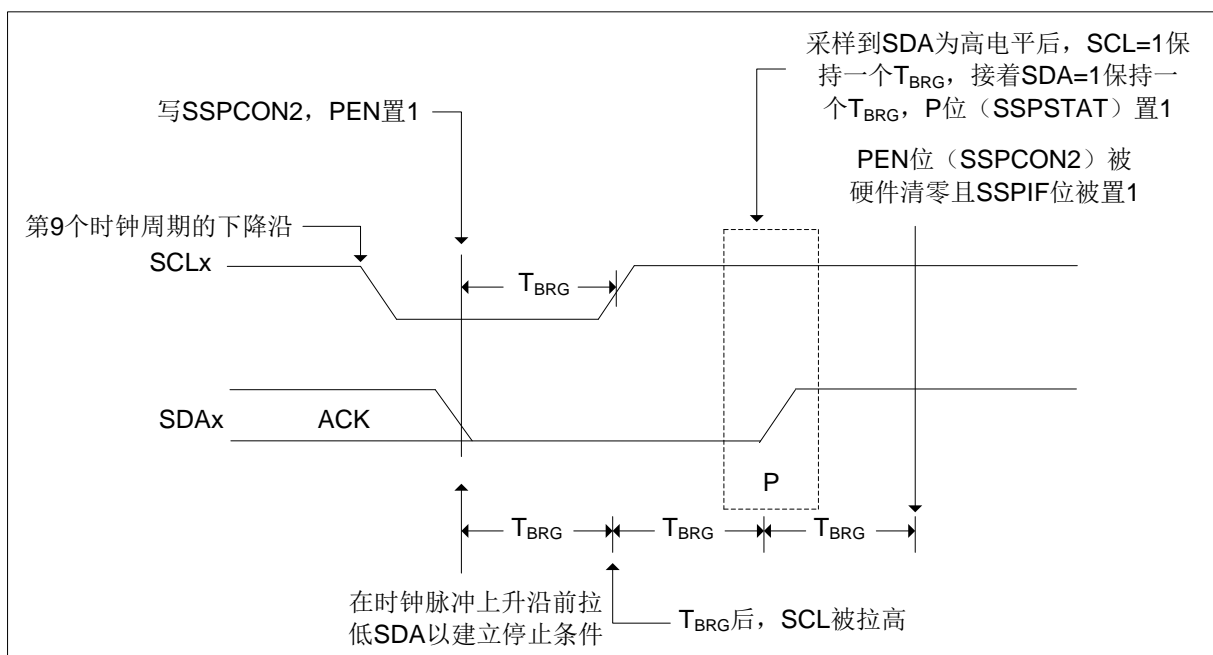 采样到SDA为高电平后，SCL=1保
持一个TBRG，接着SDA=1保持一
个TBRG，P位（SSPSTAT）置1
写SSPCON2，PEN置1
PEN位（SSPCON2）被
硬件清零且SSPIF位被置1
第9个时钟周期的下降沿
SCLx
TBRG
SDAx
ACK
P
TBRG
TBRG
TBRG
在时钟脉冲上升沿前拉
低SDA以建立停止条件
TBRG后，SCL被拉高